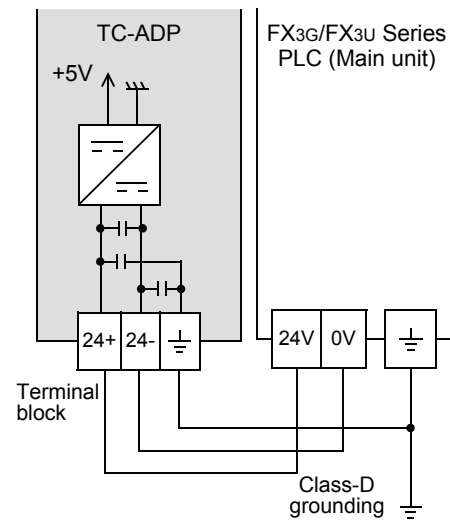 TC-ADP
FX3G/FX3U Series
PLC (Main unit)
+5V
24+ 24-
24V 0V
Terminal
block
Class-D
grounding